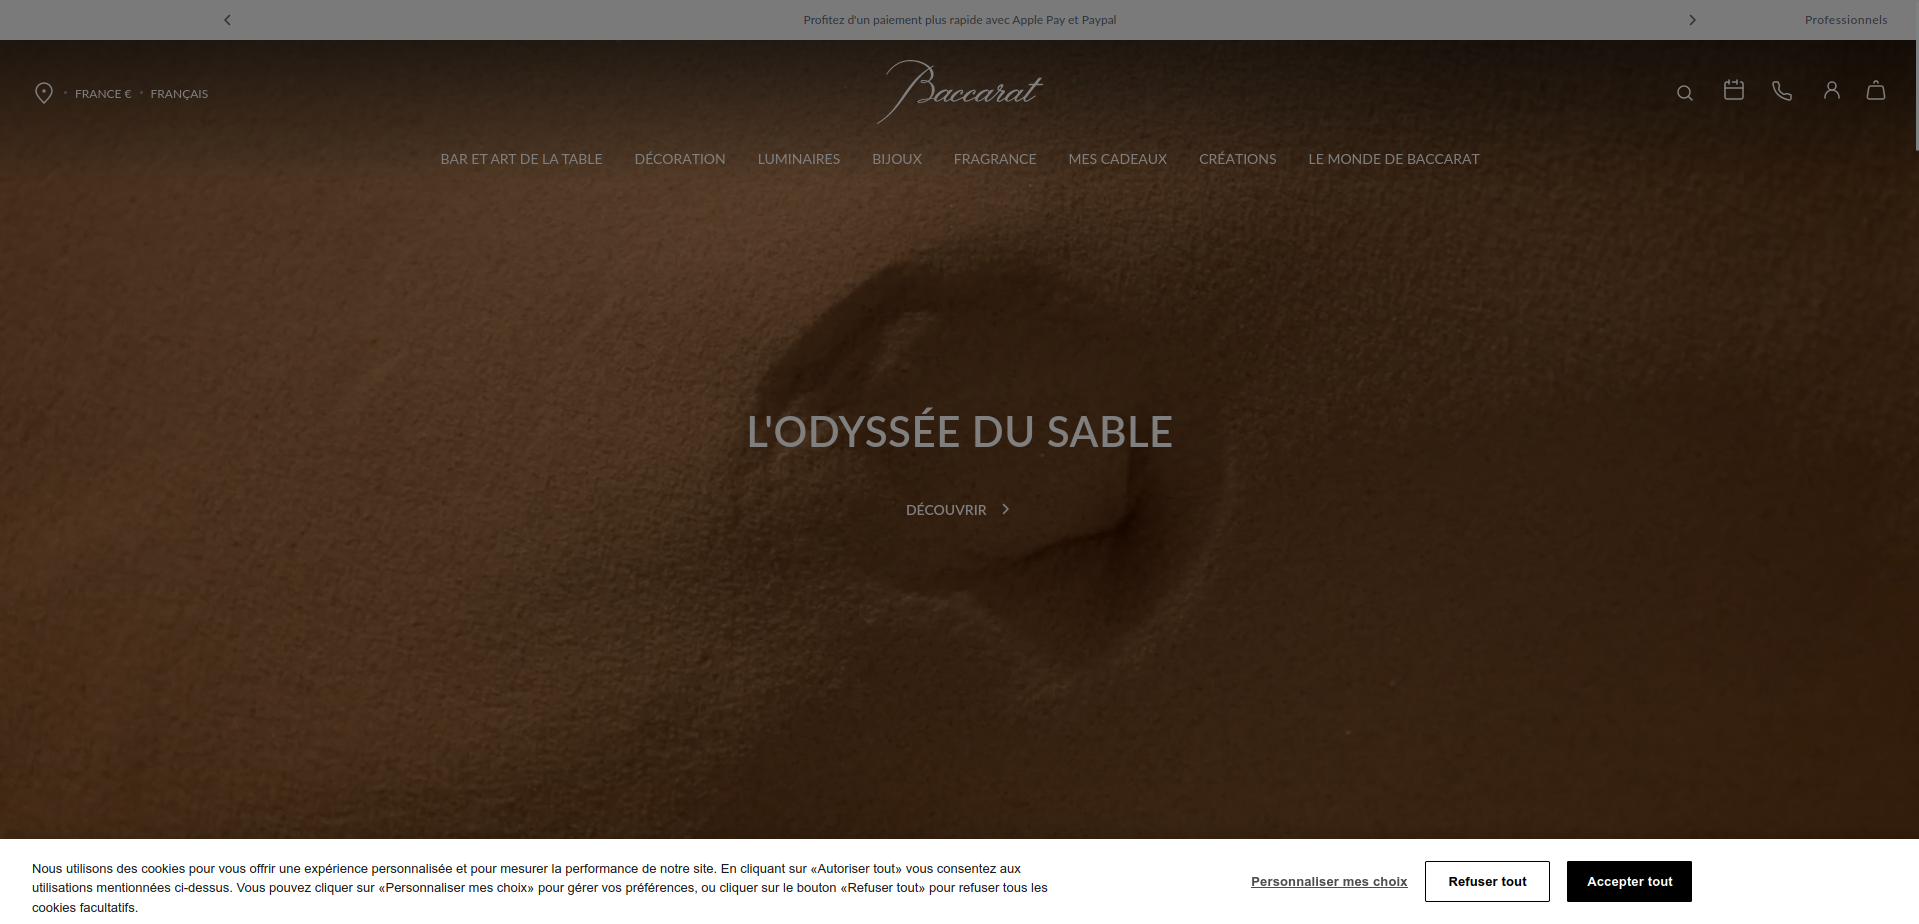 Profitez d'un paiement plus rapide avec Apple Pay et Paypal
Professionnels
FRANCE €
FRANÇAIS
Baccarat
BAR ET ART DE LA TABLE
DÉCORATION
LUMINAIRES
BIJOUX
FRAGRANCE
MES CADEAUX
CRÉATIONS
LE MONDE DE BACCARAT
L'ODYSSÉE DU SABLE
DÉCOUVRIR
Nous utilisons des cookies pour vous offrir une expérience personnalisée et pour mesurer la performance de notre site. En cliquant sur «Autoriser tout» vous consentez aux
utilisations mentionnées ci-dessus. Vous pouvez cliquer sur «Personnaliser mes choix» pour gérer vos préférences, ou cliquer sur le bouton «Refuser tout» pour refuser tous les
cookies facultatifs.
Personnaliser mes choix
Refuser tout
Accepter tout